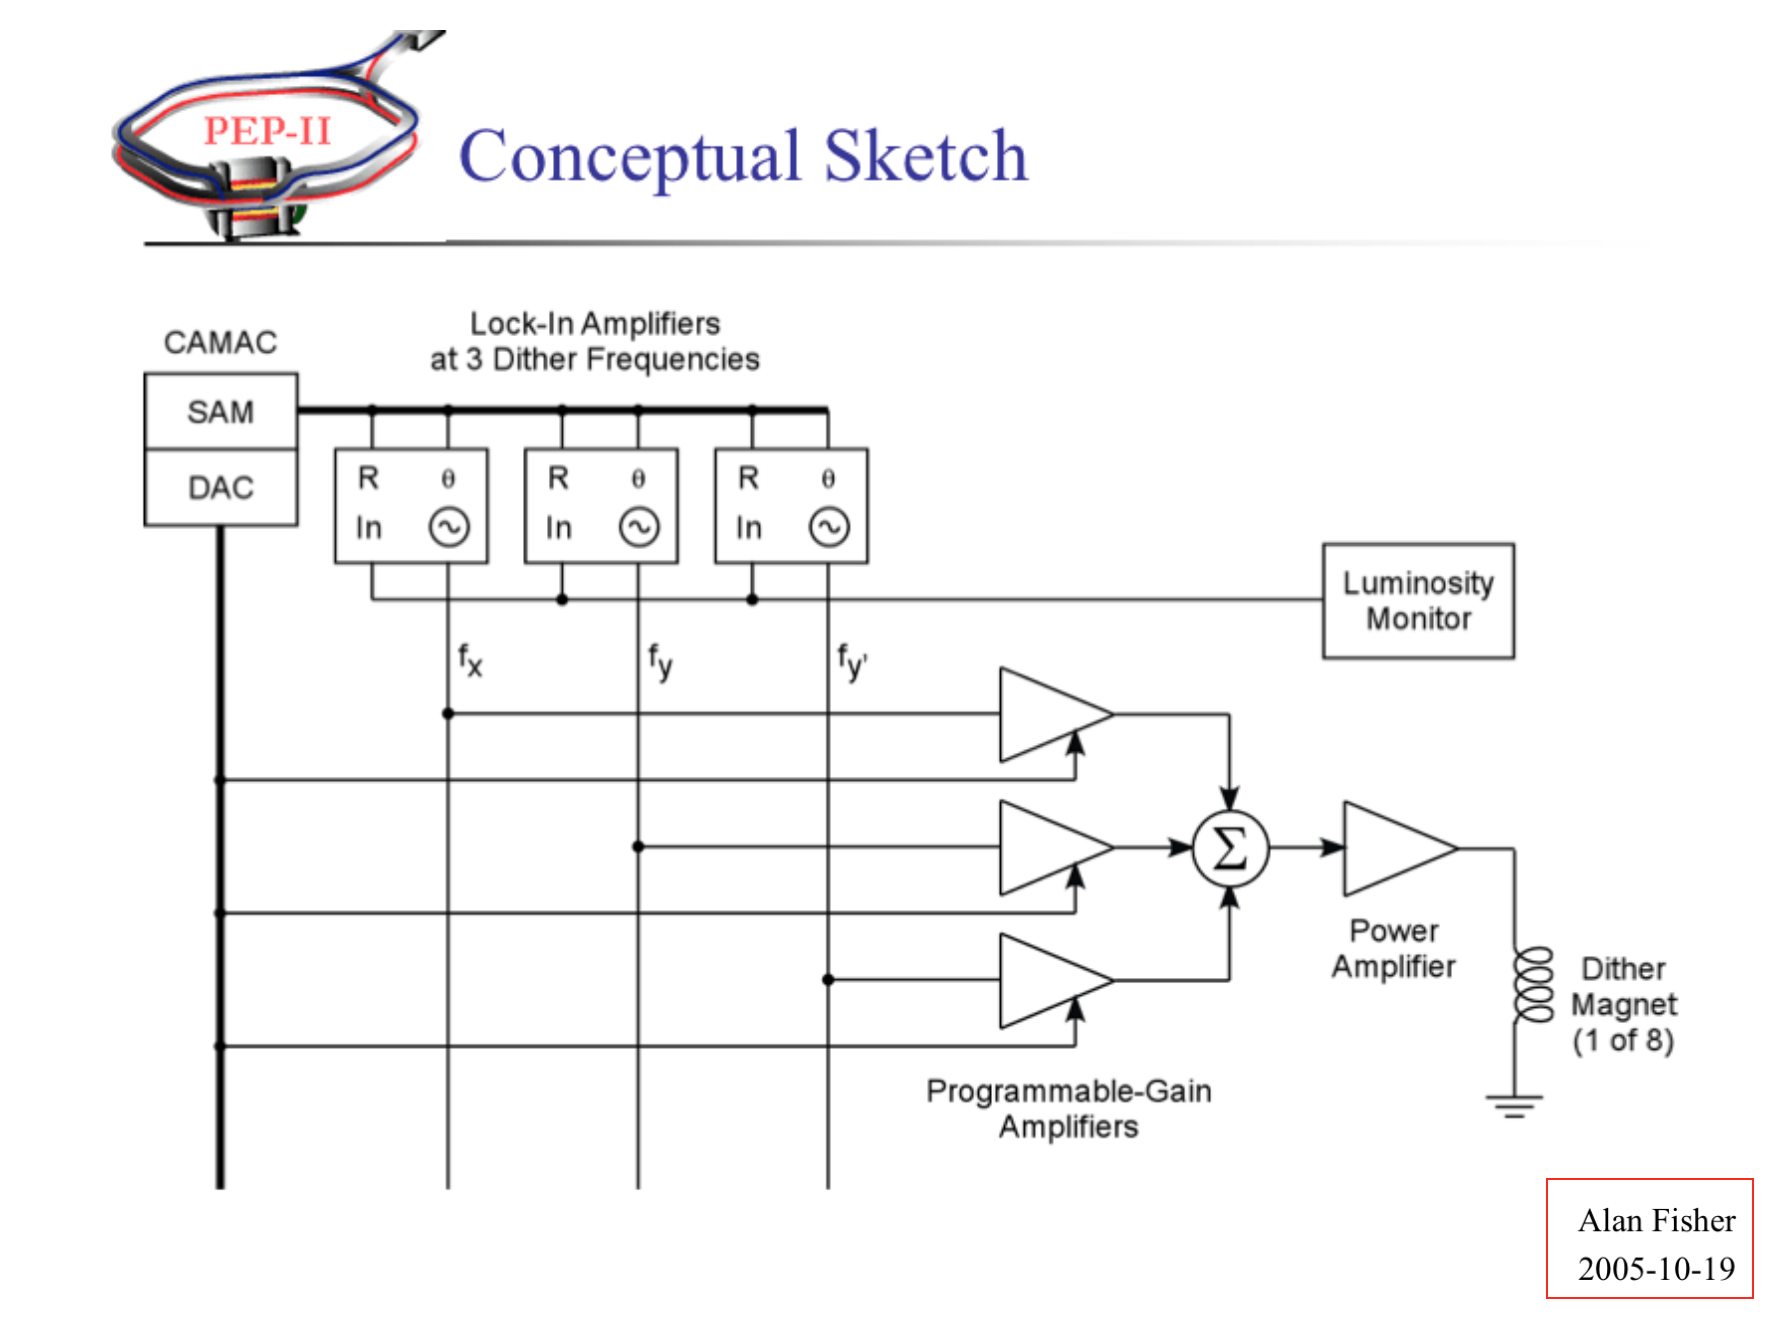 PEP-II
Conceptual Sketch
Lock-In Amplifiers
at 3 Dither Frequencies
CAMAC
SAM
DAC
R θ
In ~
R θ
In ~
R θ
In ~
Luminosity
Monitor
fx
fy
fy'
Σ
Power
Amplifier
Dither
Magnet
(1 of 8)
Programmable-Gain
Amplifiers
Alan Fisher
2005-10-19